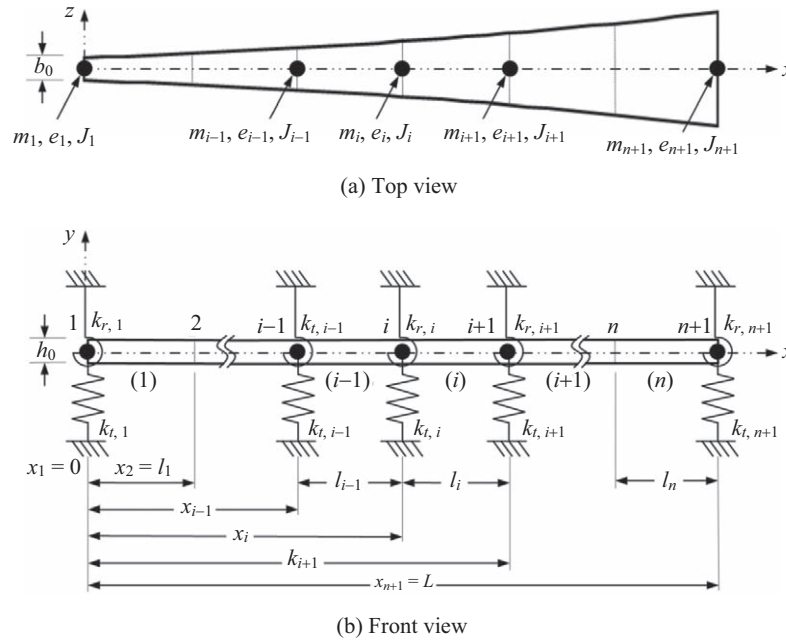 z
b0
x
m1, e1, J1
mi−1, ei−1, Ji−1
mi, ei, Ji
mi+1, ei+1, Ji+1
mn+1, en+1, Jn+1
(a) Top view
y
1 kr, 1
2
i−1 kt, i−1
i kr, i
i+1 kr, i+1
n
n+1 kr, n+1
h0
x
(1)
(i−1)
(i)
(i+1)
(n)
kt, 1
kt, i−1
kt, i
kt, i+1
kt, n+1
x1 = 0
x2 = l1
li−1
li
ln
xi−1
xi
ki+1
xn+1 = L
(b) Front view